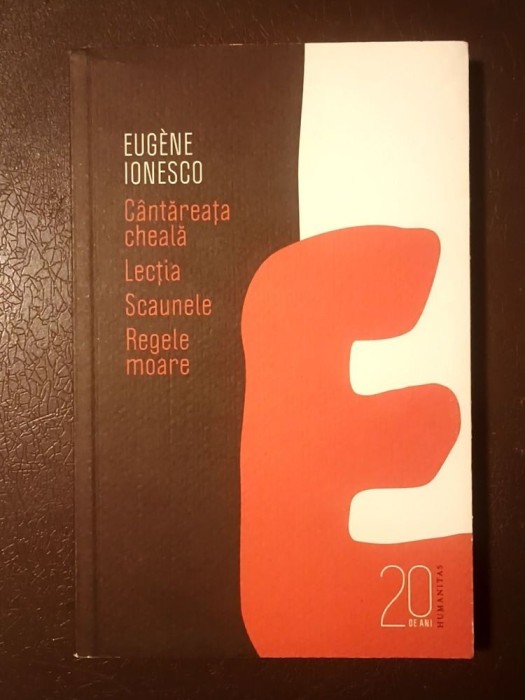 EUGÈNE
IONESCO
Cântăreața
cheală
Lecția
Scaunele
Regele
moare
E
20
DE ANI
HUMANITAS